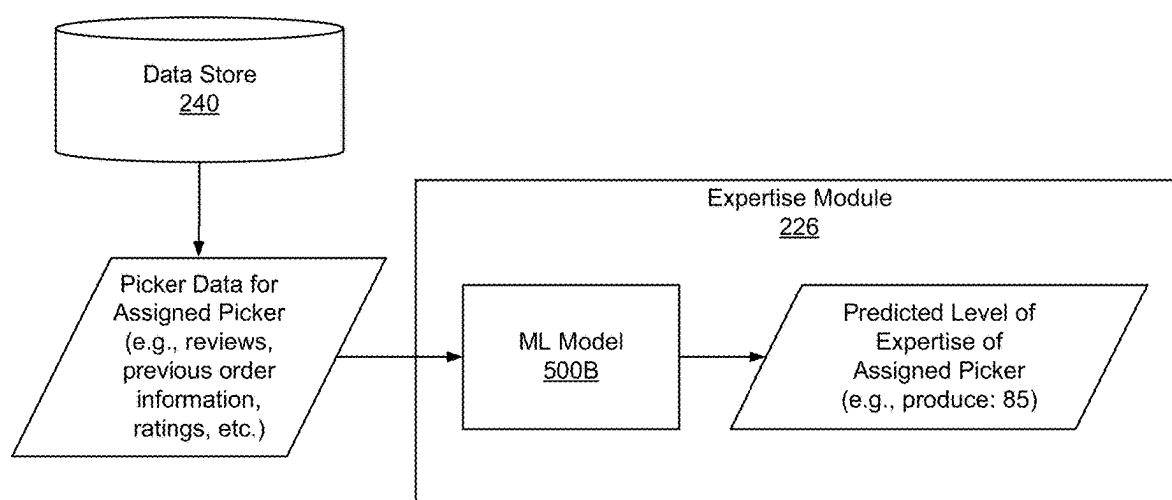 Data Store
240
Expertise Module
226
Picker Data for
Assigned Picker
(e.g., reviews,
previous order
information,
ratings, etc.)
ML Model
500B
Predicted Level of
Expertise of
Assigned Picker
(e.g., produce: 85)